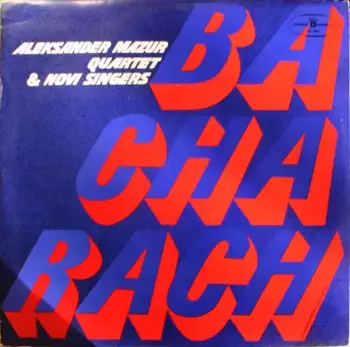 ALEKSANDER MAZUR
QUARTET
& NOVI SINGERS
BA
CHA
RACH